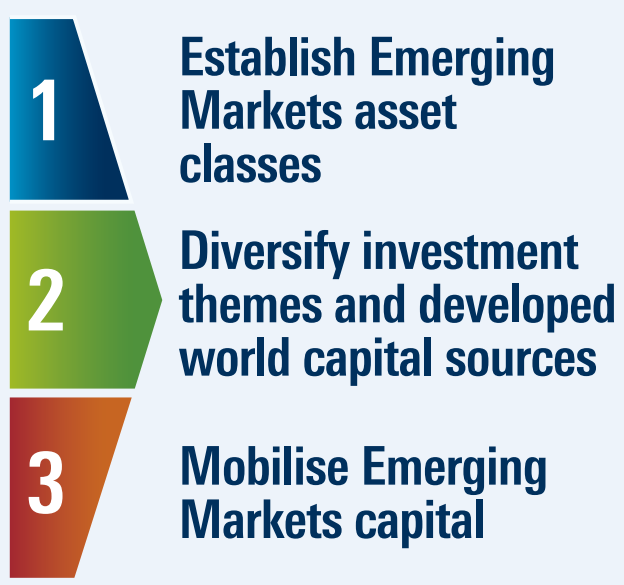 1
Establish Emerging
Markets asset
classes
2
Diversify investment
themes and developed
world capital sources
3
Mobilise Emerging
Markets capital